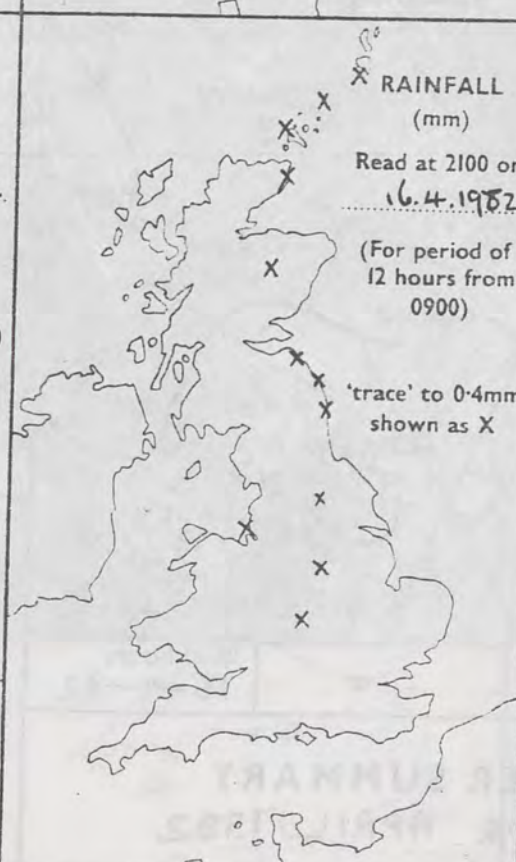 RAINFALL
(mm)
Read at 2100 on
16.4.1982
(For period of
12 hours from
0900)
'trace' to 0·4mm
shown as X